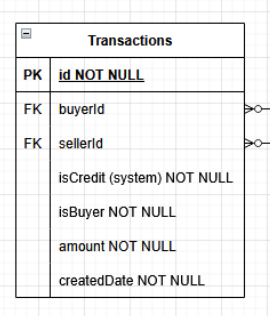 Transactions
PK id NOT NULL
FK buyerId
FK sellerId
isCredit (system) NOT NULL
isBuyer NOT NULL
amount NOT NULL
createdDate NOT NULL